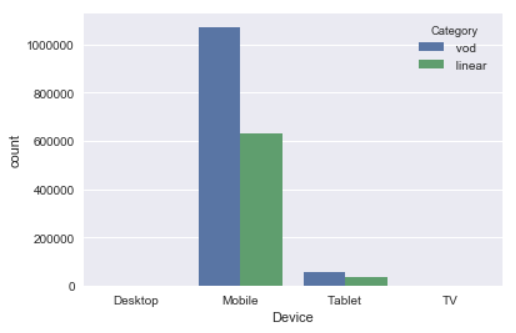 Category
vod
linear
1000000
800000
600000
400000
200000
0
count
Desktop Mobile Tablet TV
Device